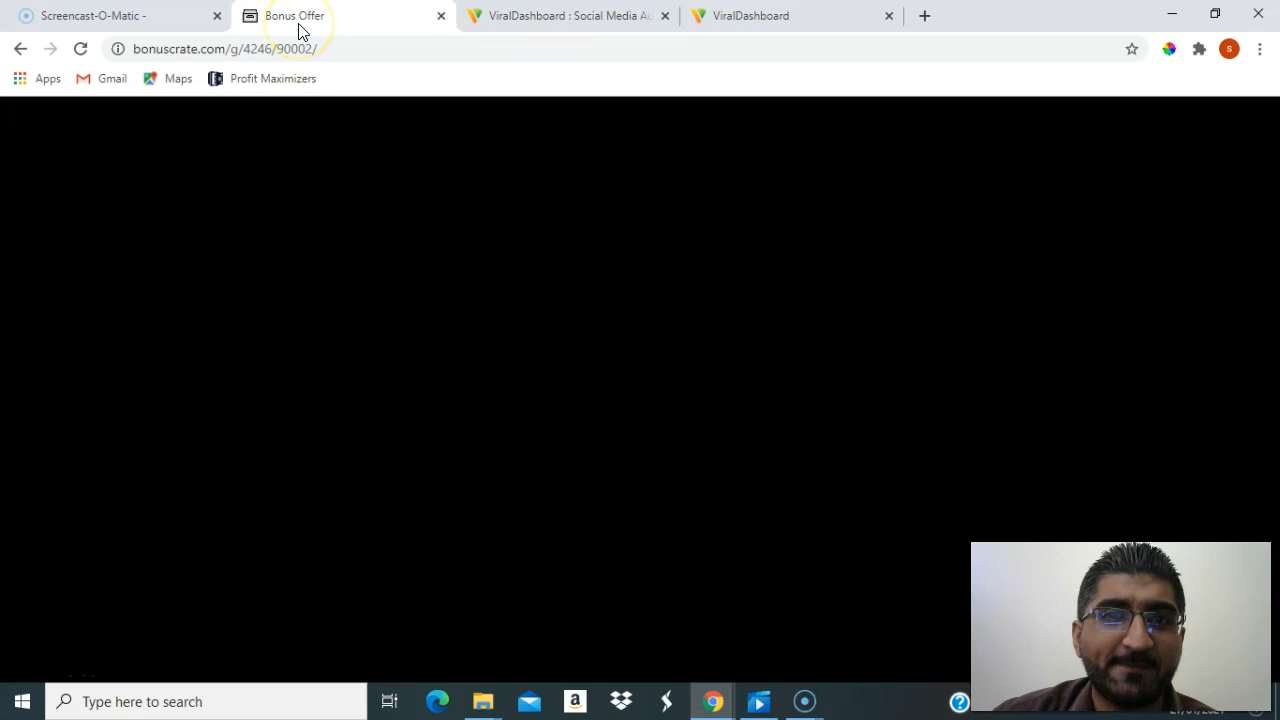 Screencast-O-Matic -
Bonus Offer
ViralDashboard : Social Media Au
ViralDashboard
bonuscrate.com/g/4246/90002/
S
Apps
Gmail
Maps
Profit Maximizers
Type here to search